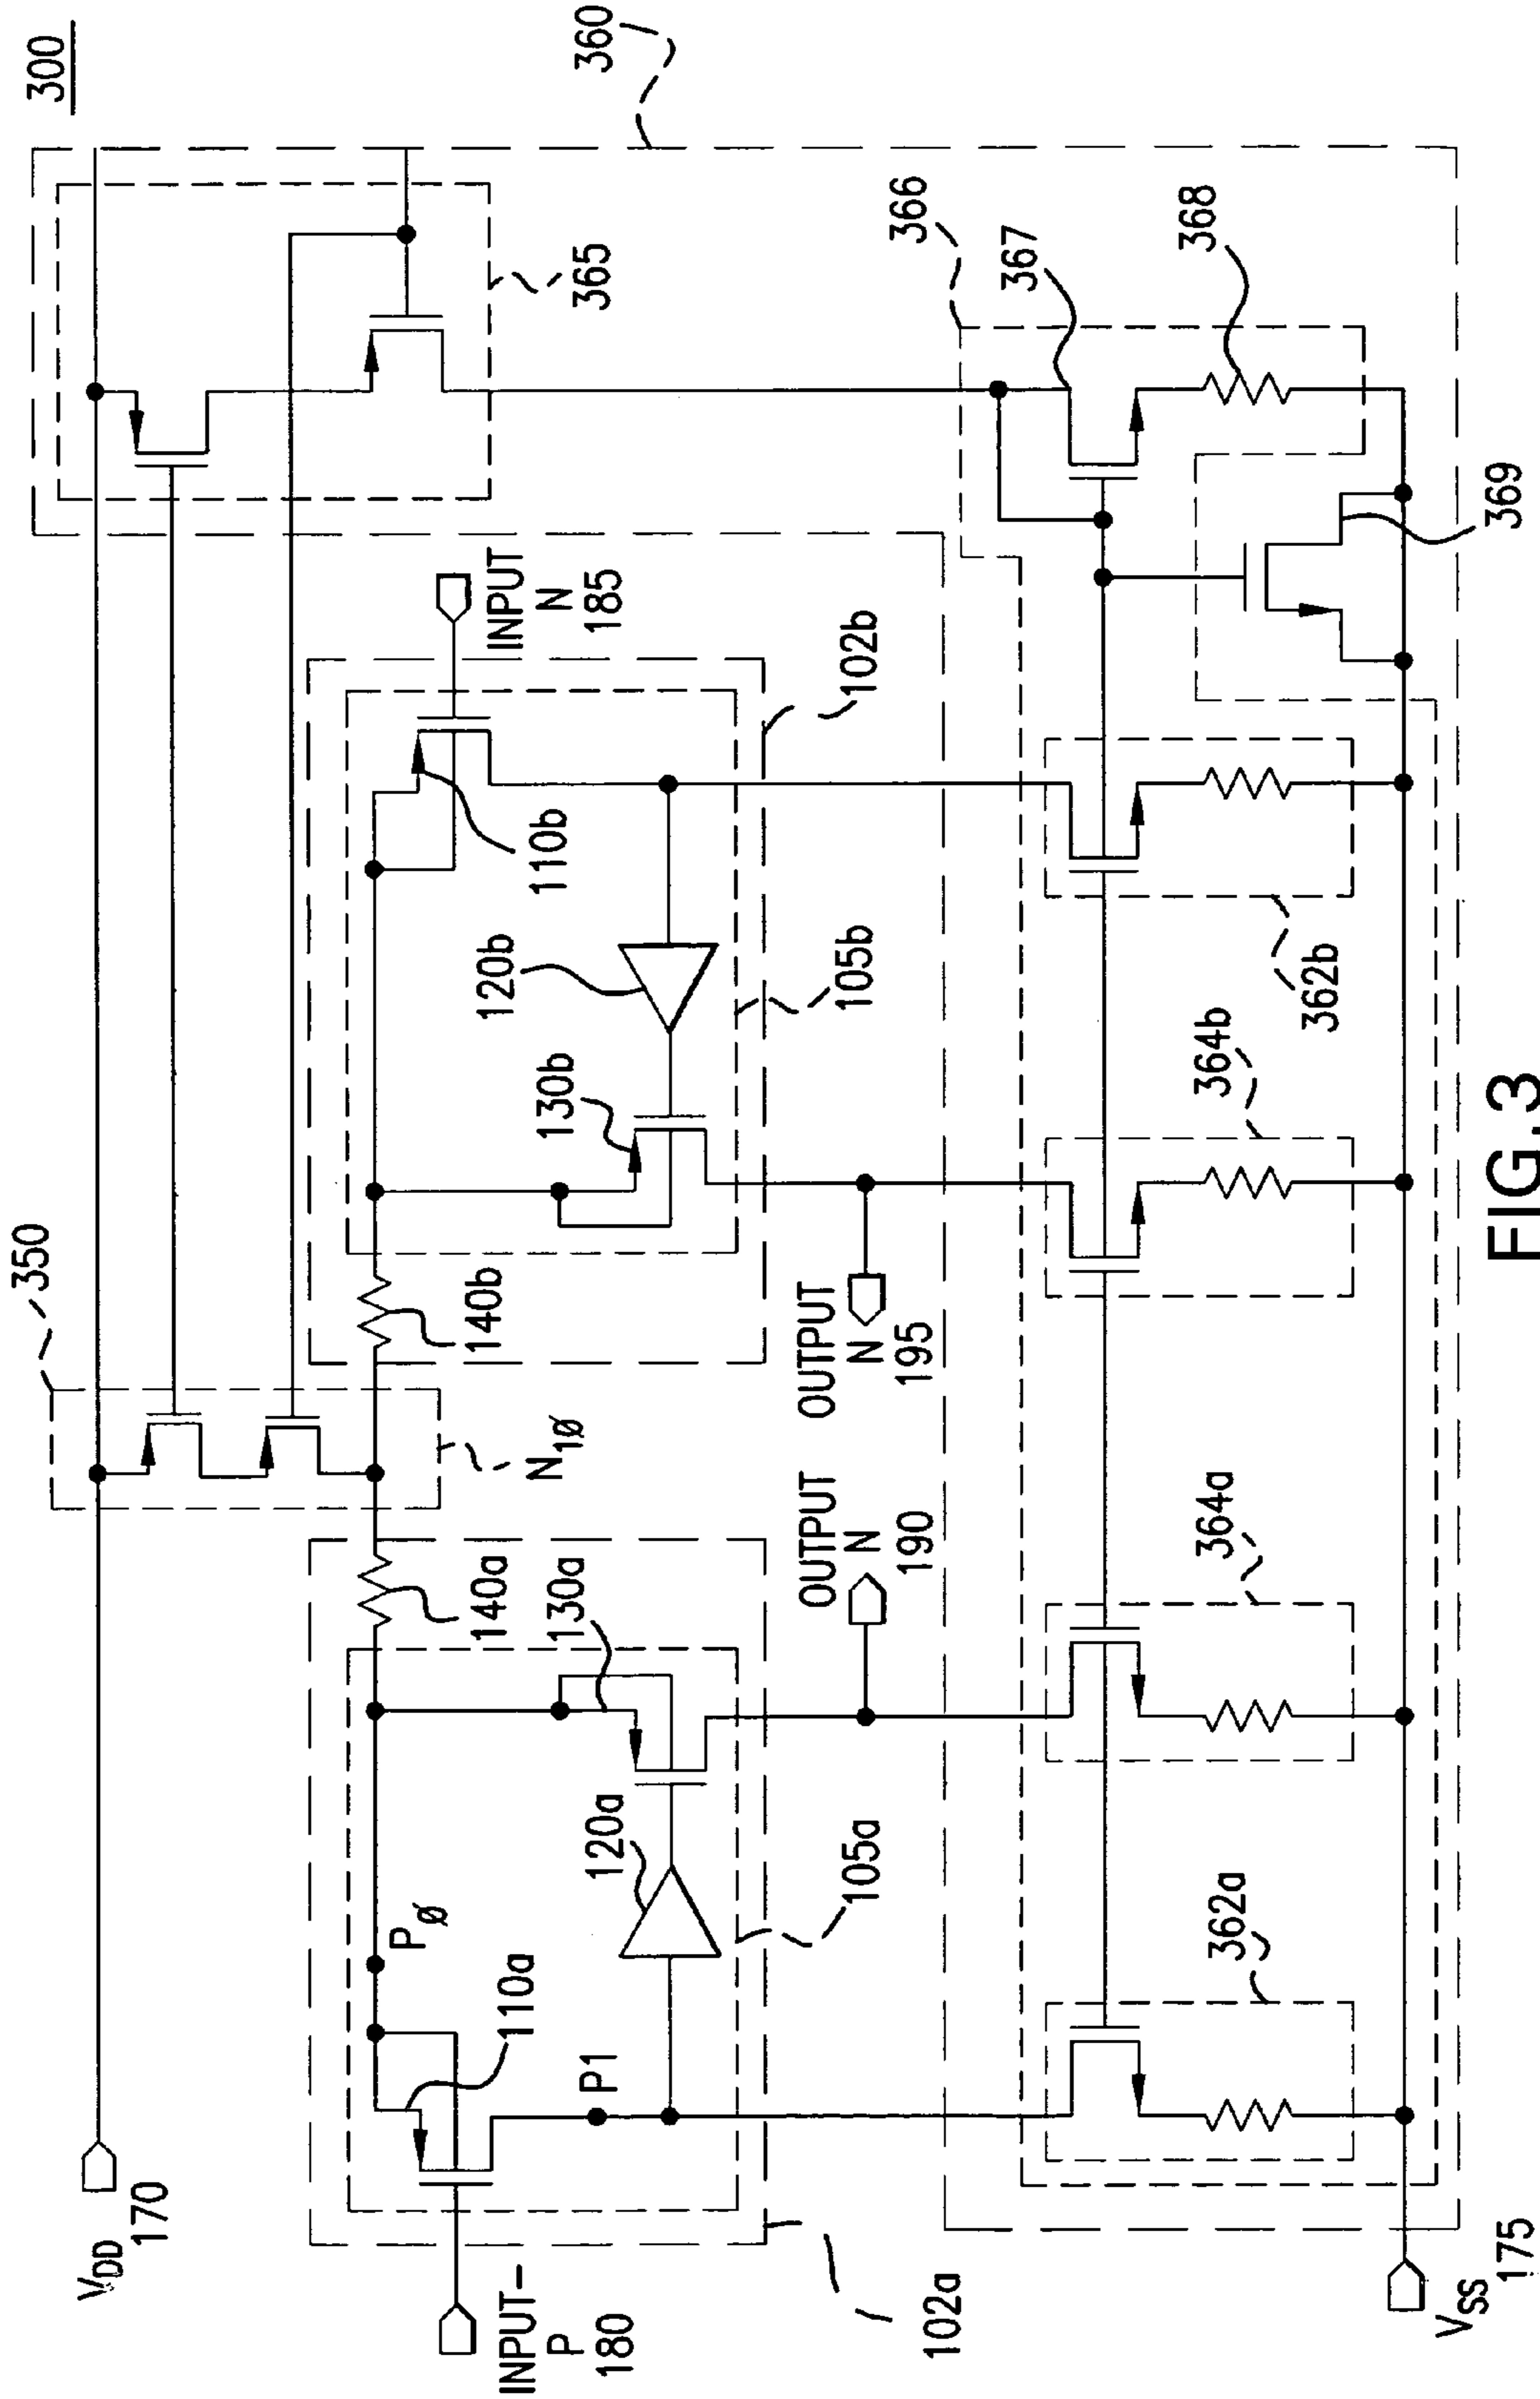 300
360
365
366
367
368
369
350
N1Ø
INPUT
N
185
102b
110b
120b
105b
130b
140b
OUTPUT
N
195
OUTPUT
N
190
140a
130a
120a
105a
PØ
110a
P1
102a
VDD
170
INPUT-
P
180
362b
364b
364a
362a
VSS
175
FIG.3